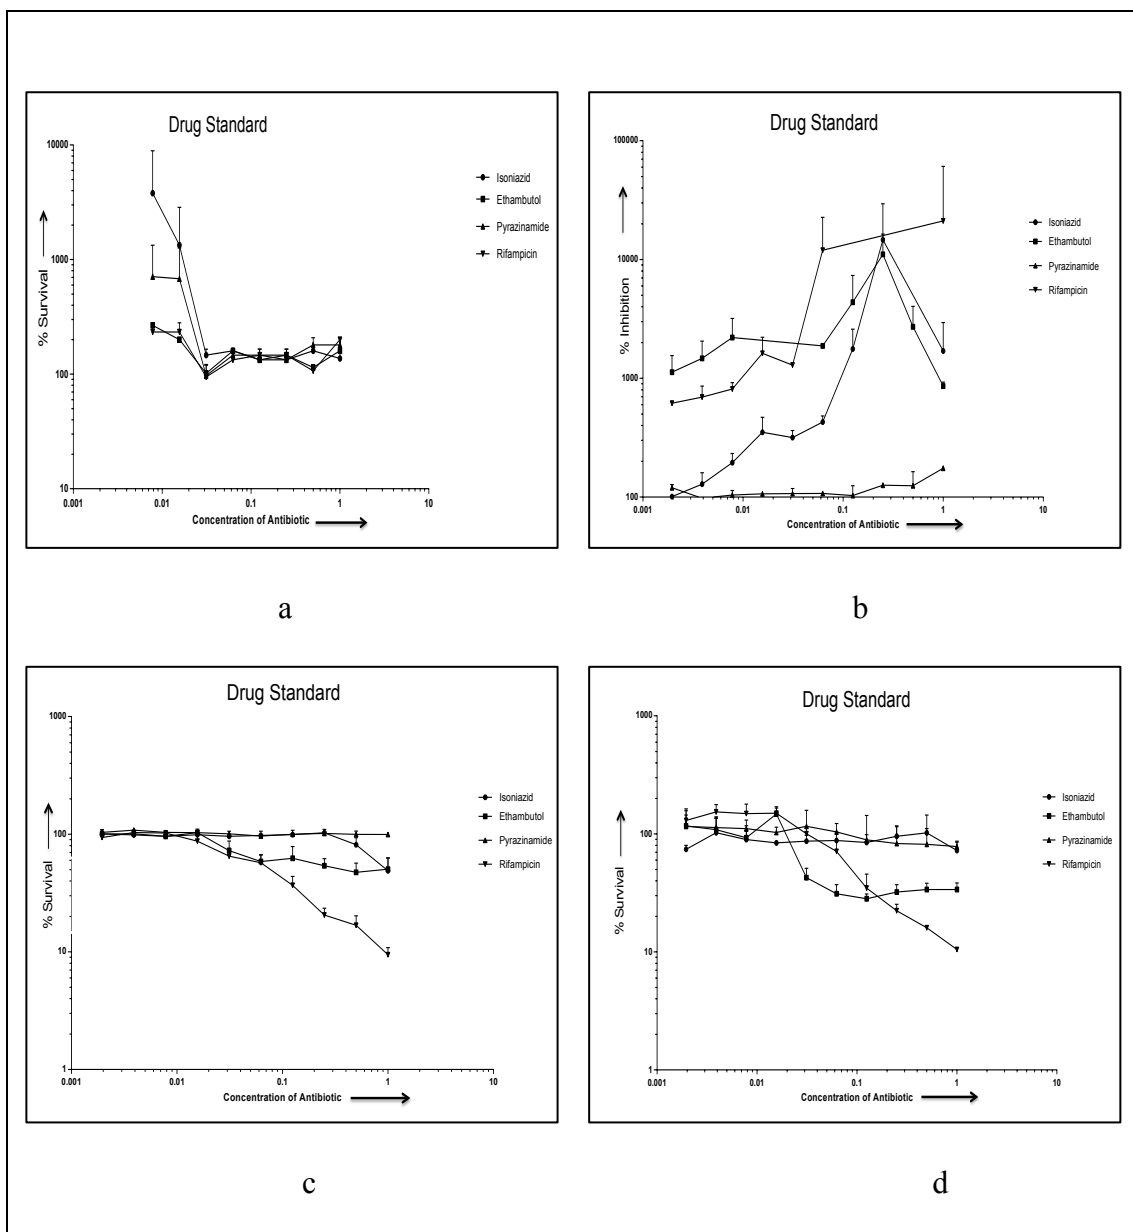 Drug Standard
10000
1000
100
10
0.001
0.01
0.1
1
10
% Survival
Concentration of Antibiotic
Isoniazid
Ethambutol
Pyrazinamide
Rifampicin
a
Drug Standard
100000
10000
1000
100
0.001
0.01
0.1
1
10
% Inhibition
Concentration of Antibiotic
Isoniazid
Ethambutol
Pyrazinamide
Rifampicin
b
Drug Standard
1000
100
10
1
0.001
0.01
0.1
1
10
% Survival
Concentration of Antibiotic
Isoniazid
Ethambutol
Pyrazinamide
Rifampicin
c
Drug Standard
1000
100
10
1
0.001
0.01
0.1
1
10
% Survival
Concentration of Antibiotic
Isoniazid
Ethambutol
Pyrazinamide
Rifampicin
d